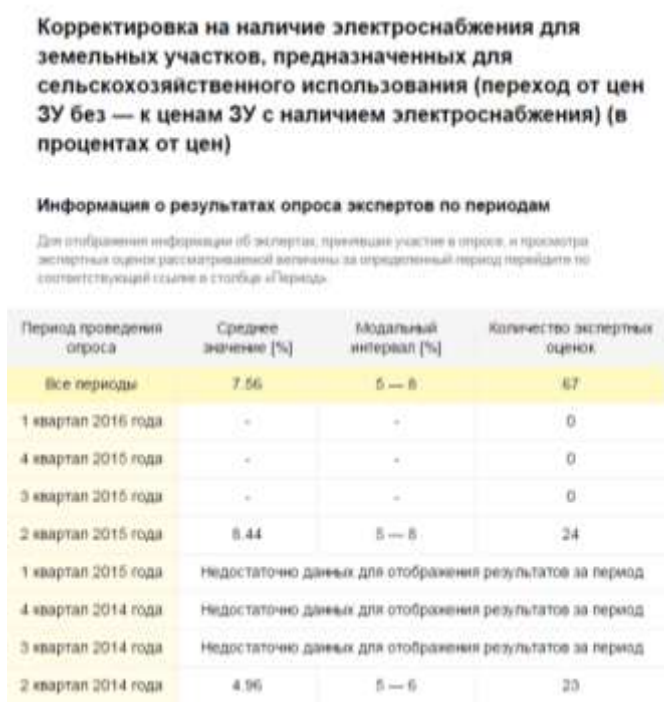 Корректировка на наличие электроснабжения для
земельных участков, предназначенных для
сельскохозяйственного использования (переход от цен
ЗУ без — к ценам ЗУ с наличием электроснабжения) (в
процентах от цен)
Информация о результатах опроса экспертов по периодам
Для отображения информации об экспертах, принявших участие в опросе, и просмотра
экспертных оценок рассматриваемой величины за определенный период перейдите по
соответствующей ссылке в столбце «Период».
Период проведения опроса Среднее значение [%] Модальный интервал [%] Количество экспертных оценок
Все периоды 7.56 5 — 8 67
1 квартал 2016 года - - 0
4 квартал 2015 года - - 0
3 квартал 2015 года - - 0
2 квартал 2015 года 5 — 8 24
1 квартал 2015 года Недостаточно данных для отображения результатов за период
4 квартал 2014 года Недостаточно данных для отображения результатов за период
3 квартал 2014 года Недостаточно данных для отображения результатов за период
2 квартал 2014 года 4.96 5 — 6 23